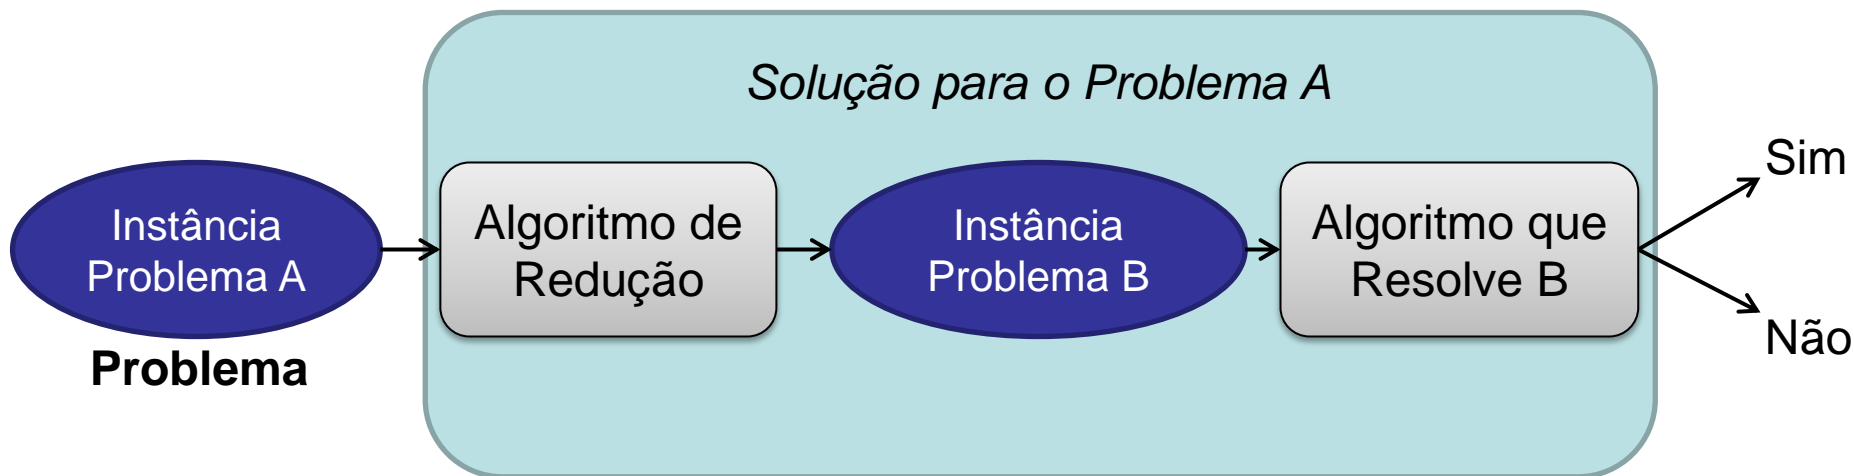 Solução para o Problema A
Instância
Problema A
Problema
Algoritmo de
Redução
Instância
Problema B
Algoritmo que
Resolve B
Sim
Não